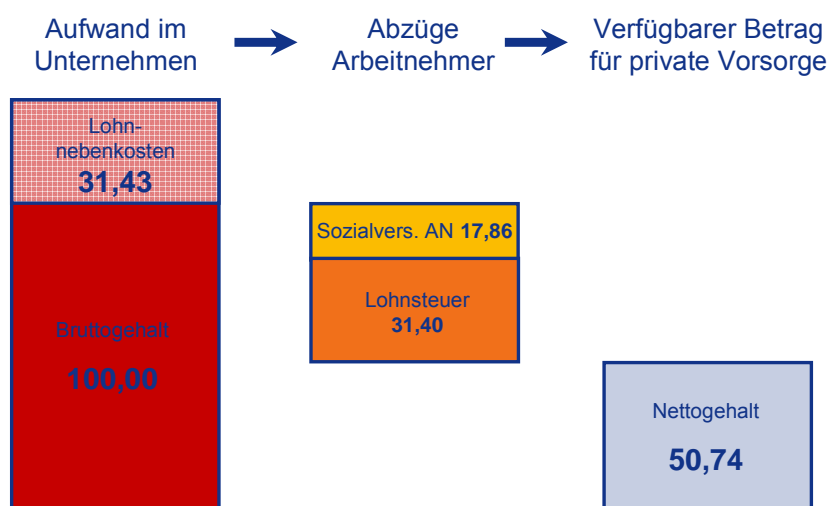 Aufwand im
Unternehmen
Abzüge
Arbeitnehmer
Verfügbarer Betrag
für private Vorsorge
Lohn-
nebenkosten
31,43
Bruttogehalt
100,00
Sozialvers. AN 17,86
Lohnsteuer
31,40
Nettogehalt
50,74